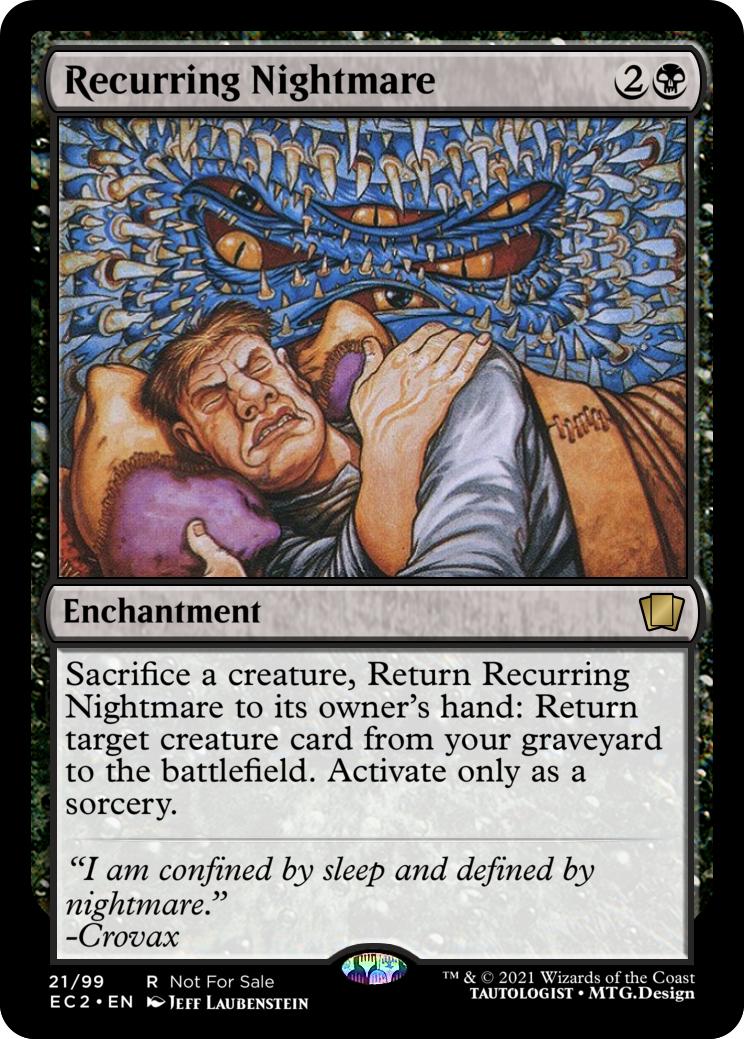 Recurring Nightmare 2
Enchantment
Sacrifice a creature, Return Recurring
Nightmare to its owner's hand: Return
target creature card from your graveyard
to the battlefield. Activate only as a
sorcery.
“I am confined by sleep and defined by
nightmare.”
-Crovax
21/99 R Not For Sale
EC2 • EN JEFF LAUBENSTEIN
™ & © 2021 Wizards of the Coast
TAUTOLOGIST • MTG.Design